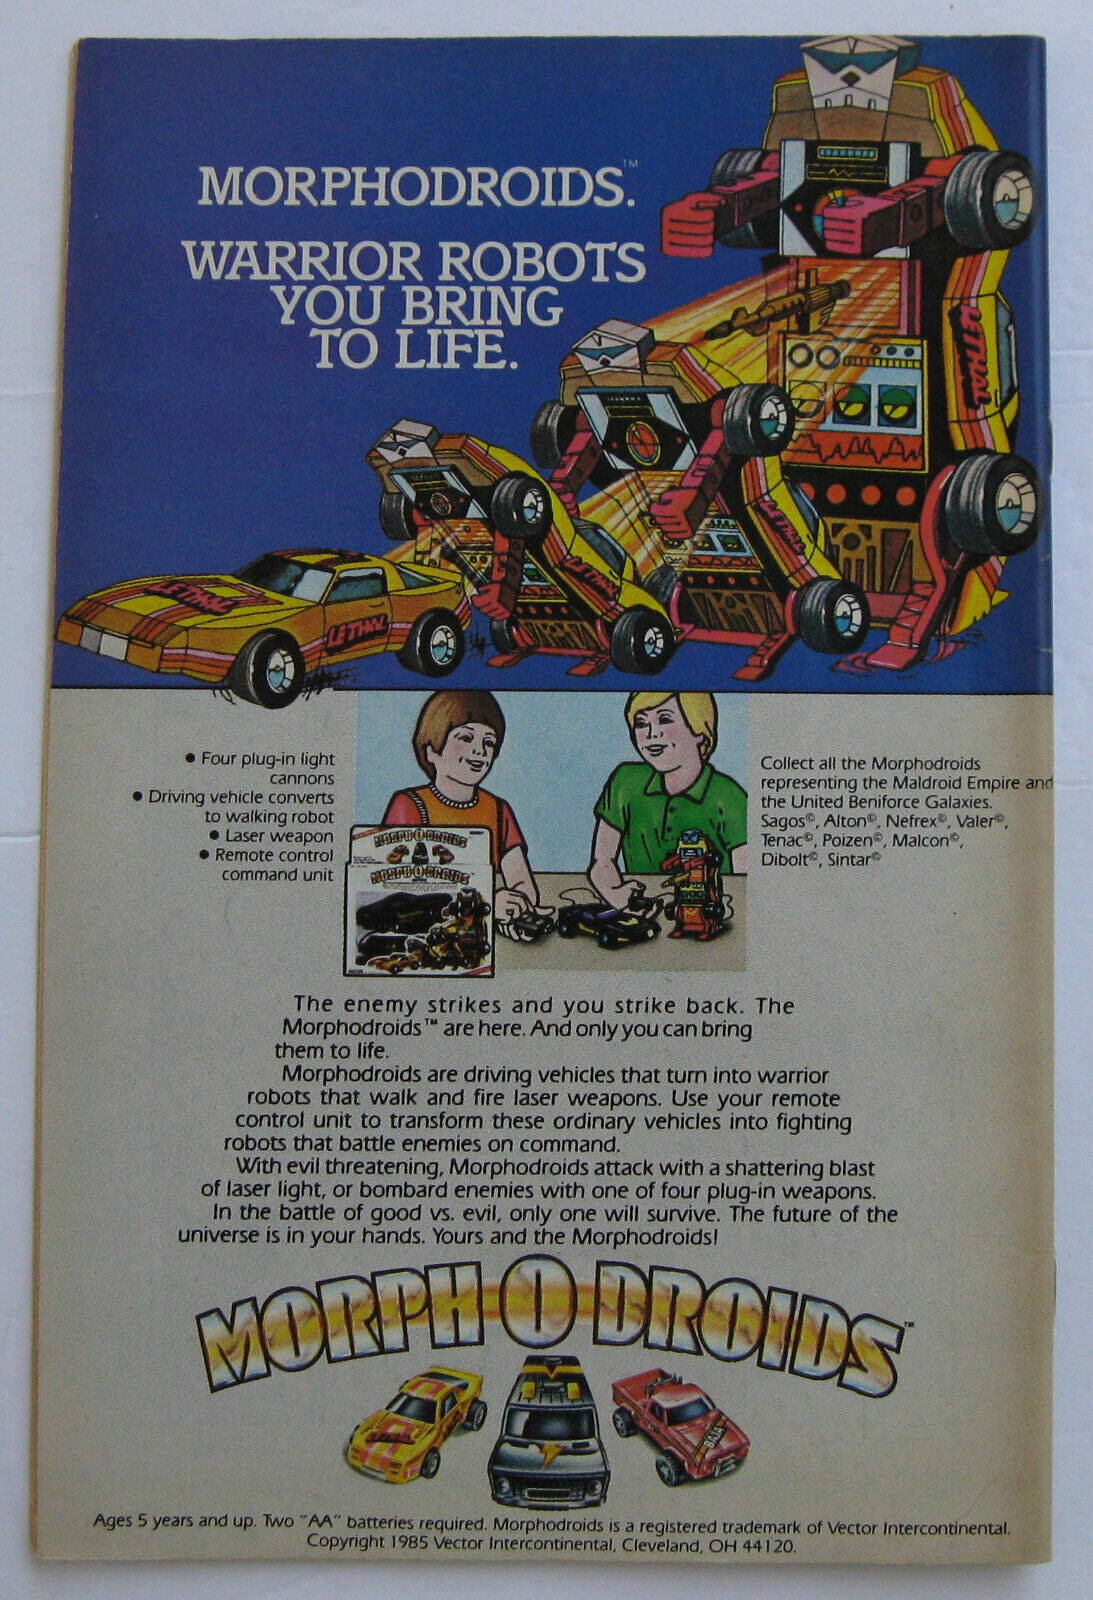 MORPHODROIDS.™
WARRIOR ROBOTS
YOU BRING
TO LIFE.
LETHAL
LETHAL
LETHAL
LETHAL
LETHAL
• Four plug-in light
cannons
• Driving vehicle converts
to walking robot
• Laser weapon
• Remote control
command unit
MORPH-O-DROIDS
MORPH-O-DROIDS
Collect all the Morphodroids
representing the Maldroid Empire and
the United Beniforce Galaxies.
Sagos©, Alton©, Nefrex©, Valer©,
Tenac©, Poizen©, Malcon©,
Dibolt©, Sintar©
The enemy strikes and you strike back. The
Morphodroids™ are here. And only you can bring
them to life.
Morphodroids are driving vehicles that turn into warrior
robots that walk and fire laser weapons. Use your remote
control unit to transform these ordinary vehicles into fighting
robots that battle enemies on command.
With evil threatening, Morphodroids attack with a shattering blast
of laser light, or bombard enemies with one of four plug-in weapons.
In the battle of good vs. evil, only one will survive. The future of the
universe is in your hands. Yours and the Morphodroids!
MORPH O DROIDS™
LETHAL
BAJA
Ages 5 years and up. Two "AA" batteries required. Morphodroids is a registered trademark of Vector Intercontinental.
Copyright 1985 Vector Intercontinental, Cleveland, OH 44120.